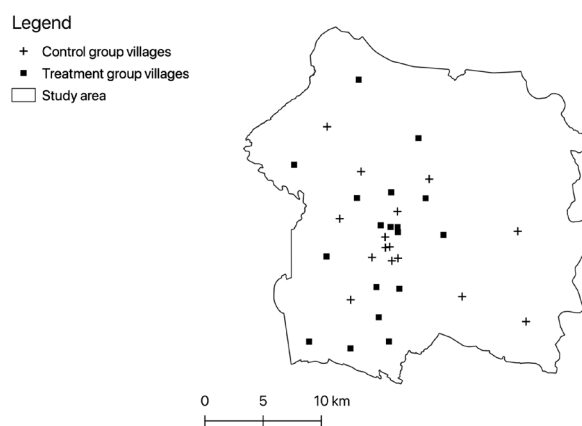 Legend
Control group villages
Treatment group villages
Study area
0 5 10 km